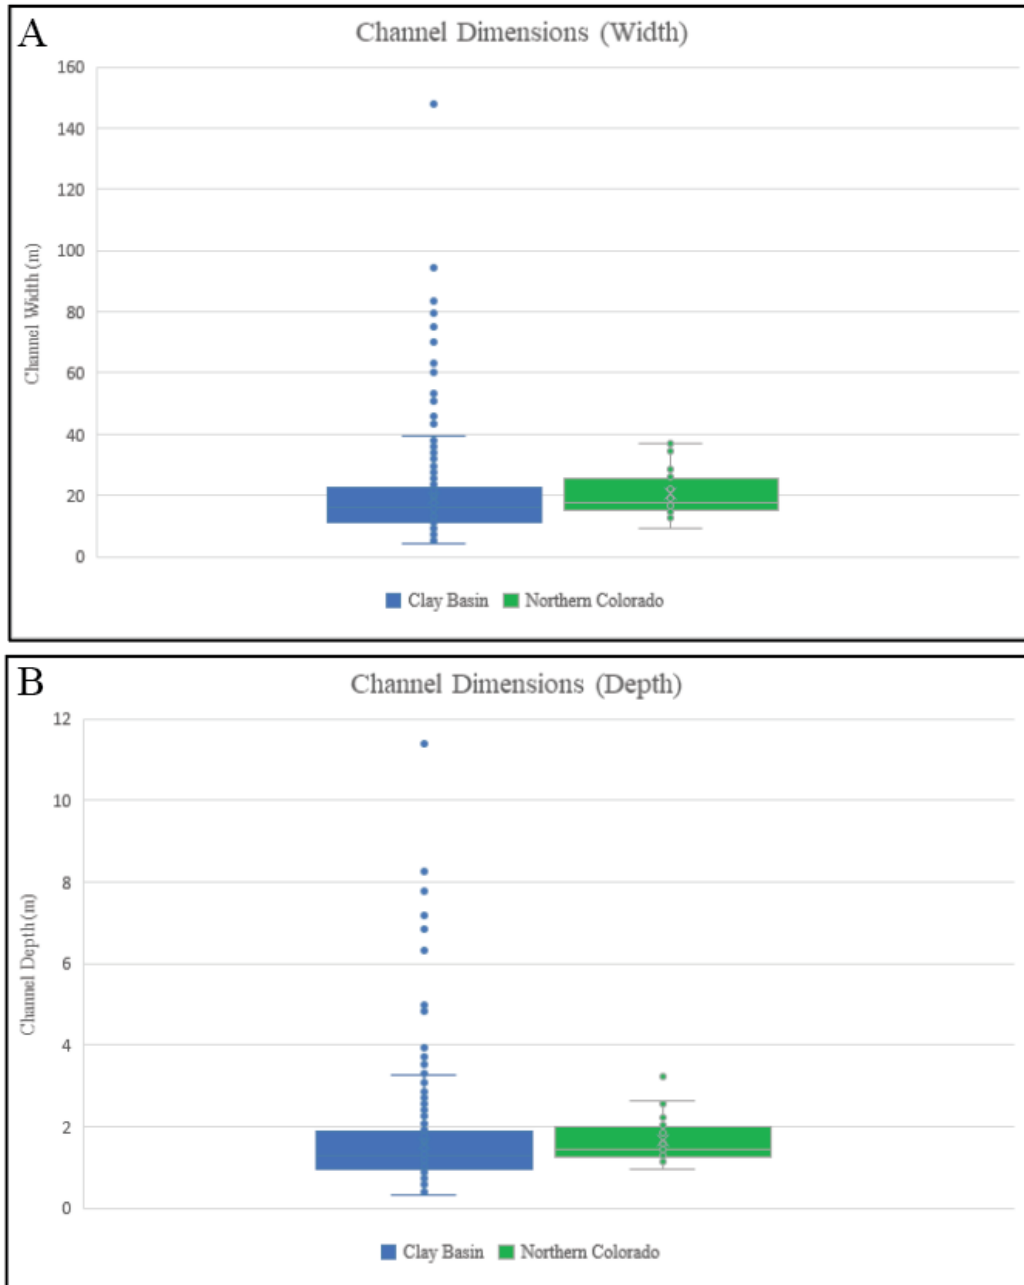 A
Channel Dimensions (Width)
160
140
120
100
80
60
40
20
0
Channel Width (m)
Clay Basin Northern Colorado
B
Channel Dimensions (Depth)
12
10
8
6
4
2
0
Channel Depth (m)
Clay Basin Northern Colorado